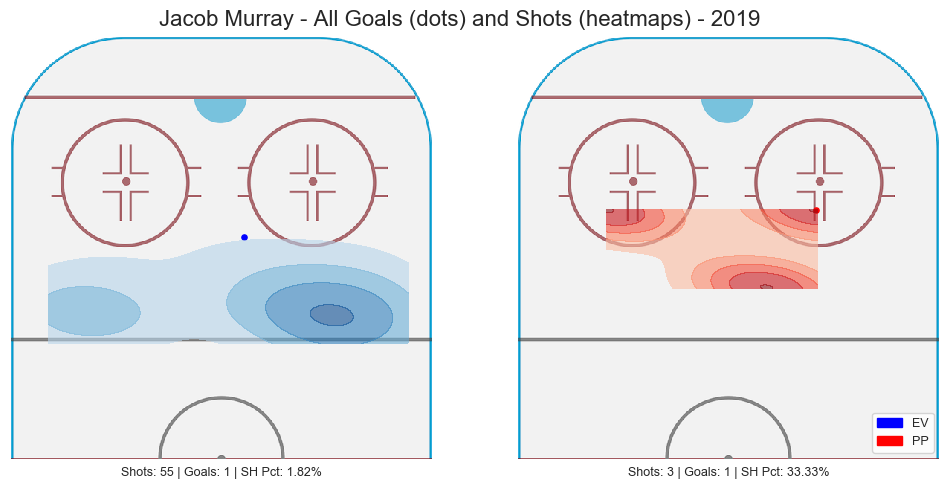 Jacob Murray - All Goals (dots) and Shots (heatmaps) - 2019
EV
PP
Shots: 55 | Goals: 1 | SH Pct: 1.82%
Shots: 3 | Goals: 1 | SH Pct: 33.33%